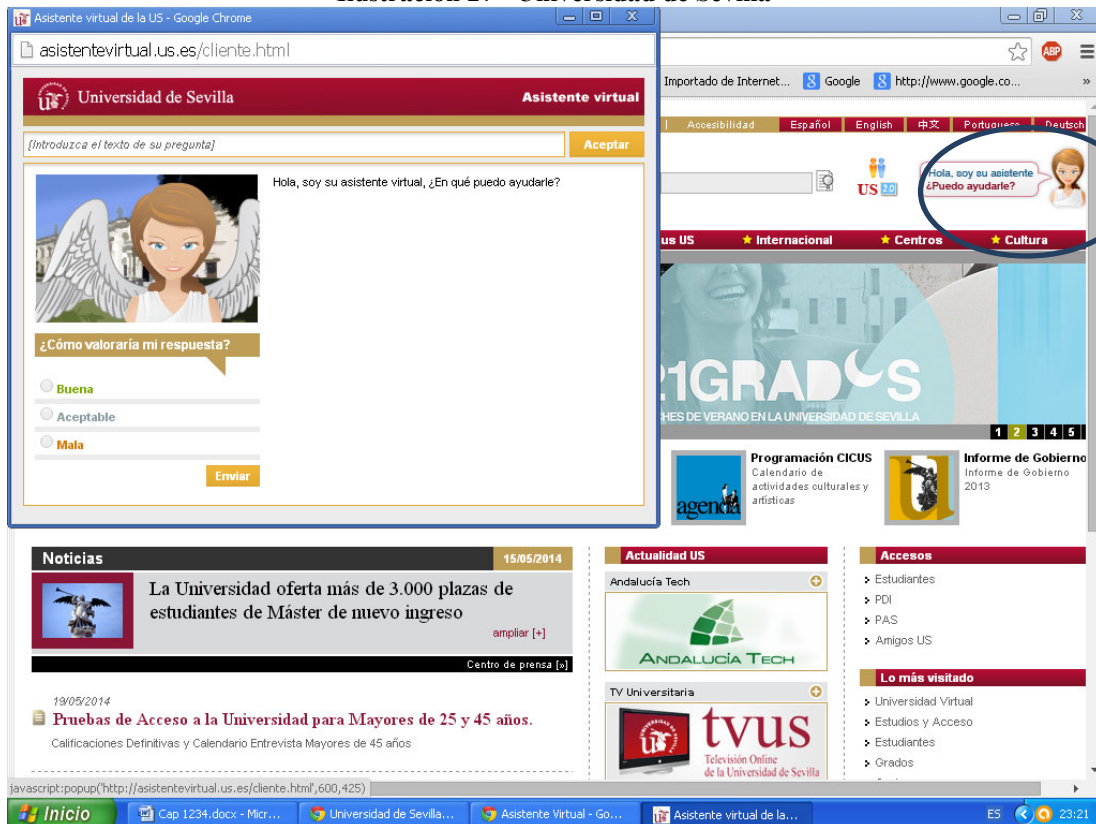 Asistente virtual de la US - Google Chrome
asistentevirtual.us.es/cliente.html
Universidad de Sevilla
Asistente virtual
[Introduzca el texto de su pregunta]
Aceptar
Hola, soy su asistente virtual, ¿En qué puedo ayudarle?
¿Cómo valoraría mi respuesta?
Buena
Aceptable
Mala
Enviar
Importado de Internet...
Google
http://www.google.co...
»
ABP
Accesibilidad
Español
English
中文
Portuguese
Deutsch
US 2.0
Hola, soy su asistente
¿Puedo ayudarle?
us US
Internacional
Centros
Cultura
21GRADOS
HES DE VERANO EN LA UNIVERSIDAD DE SEVILLA
1 2 3 4 5
agenda
Programación CICUS
Calendario de
actividades culturales y
artísticas
Informe de Gobierno
Informe de Gobierno
2013
Noticias
15/05/2014
La Universidad oferta más de 3.000 plazas de
estudiantes de Máster de nuevo ingreso
ampliar [+]
Centro de prensa [»]
19/05/2014
Pruebas de Acceso a la Universidad para Mayores de 25 y 45 años.
Calificaciones Definitivas y Calendario Entrevista Mayores de 45 años
Actualidad US
Andalucía Tech
ANDALUCÍA TECH
TV Universitaria
tvus
Televisión Online
de la Universidad de Sevilla
Accesos
Estudiantes
PDI
PAS
Amigos US
Lo más visitado
Universidad Virtual
Estudios y Acceso
Estudiantes
Grados
javascript:popup('http://asistentevirtual.us.es/cliente.html',600,425)
Inicio
Cap 1234.docx - Micr...
Universidad de Sevilla...
Asistente Virtual - Go...
Asistente virtual de la...
ES
23:21